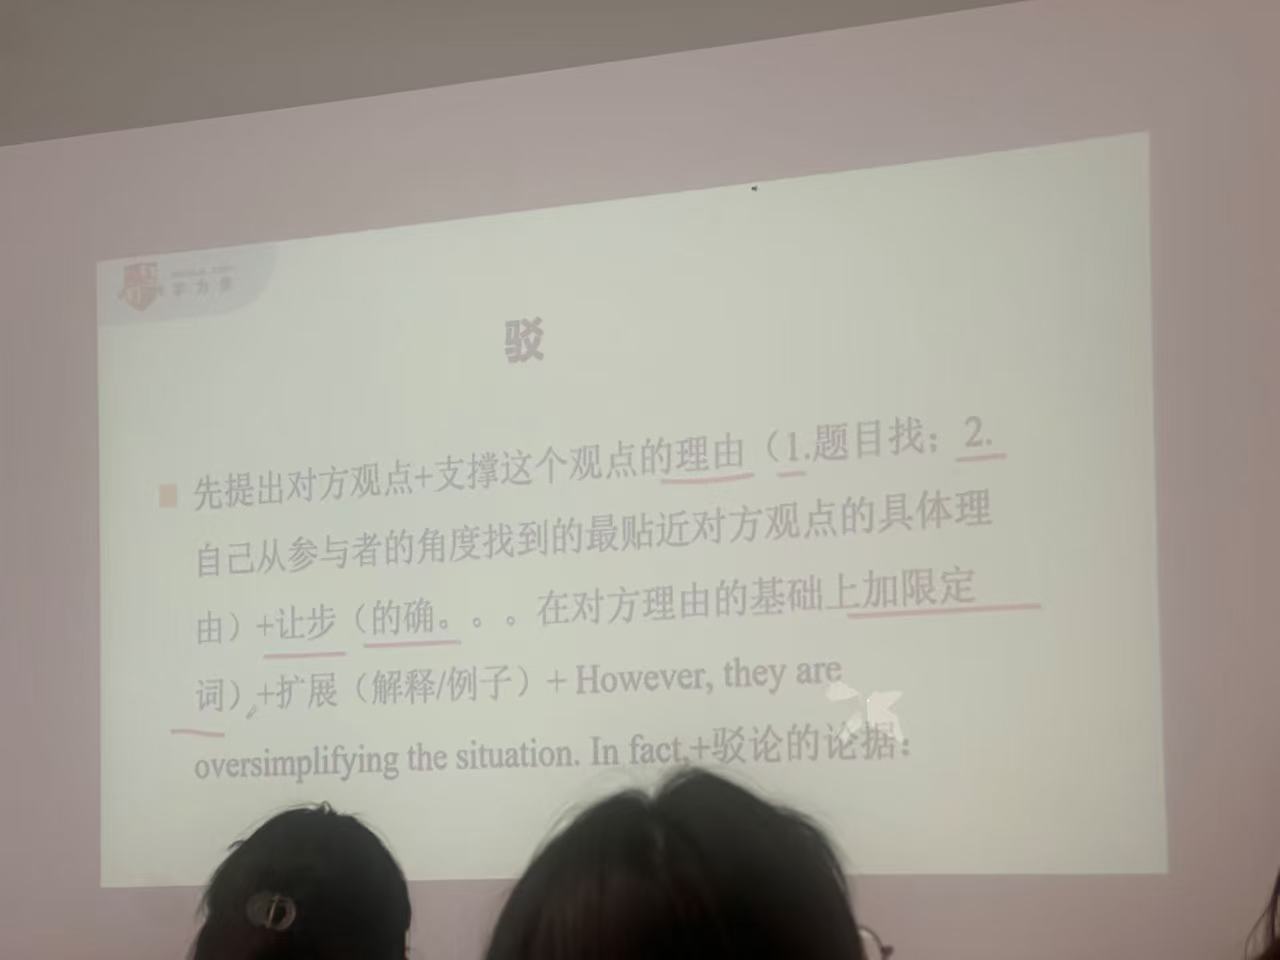 学为贵
驳
先提出对方观点+支撑这个观点的理由（1.题目找；2.
自己从参与者的角度找到的最贴近对方观点的具体理
由）+让步（的确。。。在对方理由的基础上加限定
词）+扩展（解释/例子）+ However, they are
oversimplifying the situation. In fact,+驳论的论据：